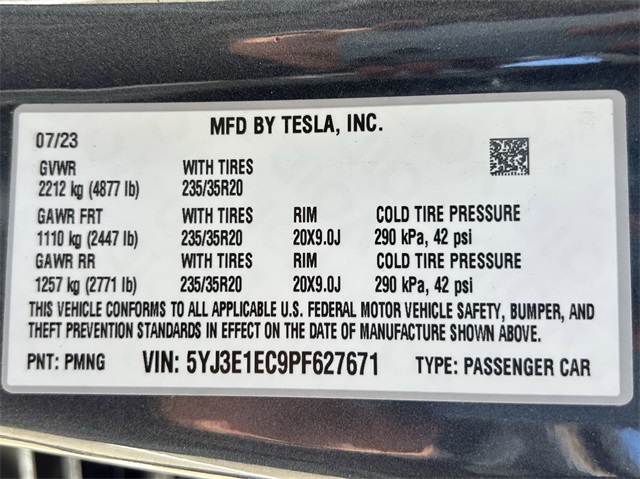 MFD BY TESLA, INC.
07/23
GVWR WITH TIRES
2212 kg (4877 lb) 235/35R20
GAWR FRT WITH TIRES RIM COLD TIRE PRESSURE
1110 kg (2447 lb) 235/35R20 20X9.0J 290 kPa, 42 psi
GAWR RR WITH TIRES RIM COLD TIRE PRESSURE
1257 kg (2771 lb) 235/35R20 20X9.0J 290 kPa, 42 psi
THIS VEHICLE CONFORMS TO ALL APPLICABLE U.S. FEDERAL MOTOR VEHICLE SAFETY, BUMPER, AND
THEFT PREVENTION STANDARDS IN EFFECT ON THE DATE OF MANUFACTURE SHOWN ABOVE.
PNT: PMNG VIN: 5YJ3E1EC9PF627671 TYPE: PASSENGER CAR